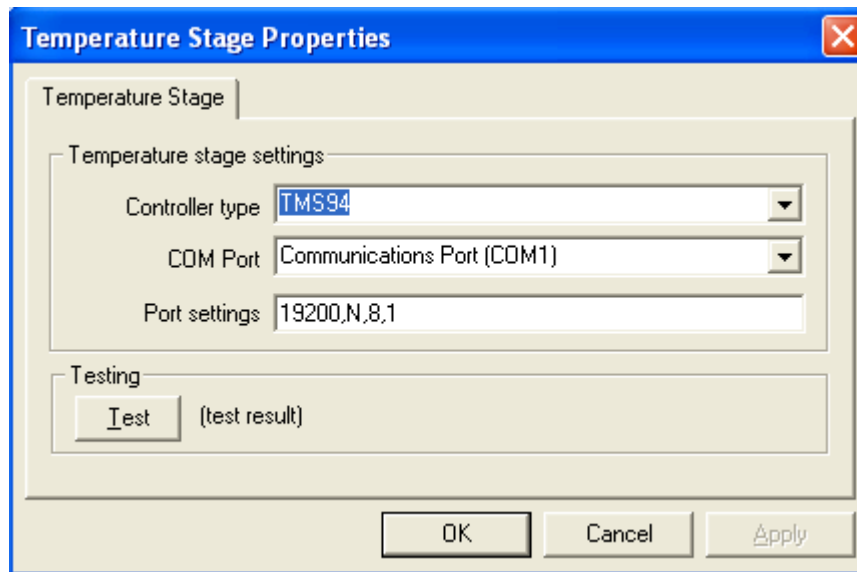 Temperature Stage Properties
Temperature Stage
Temperature stage settings
Controller type TMS94
COM Port Communications Port (COM1)
Port settings 19200,N,8,1
Testing
Test (test result)
OK Cancel Apply